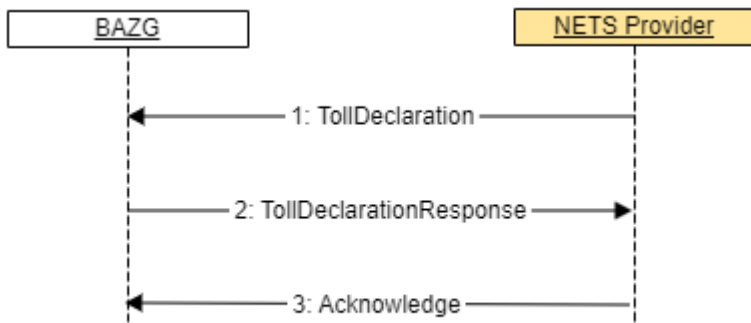 BAZG
NETS Provider
1: TollDeclaration
2: TollDeclarationResponse
3: Acknowledge